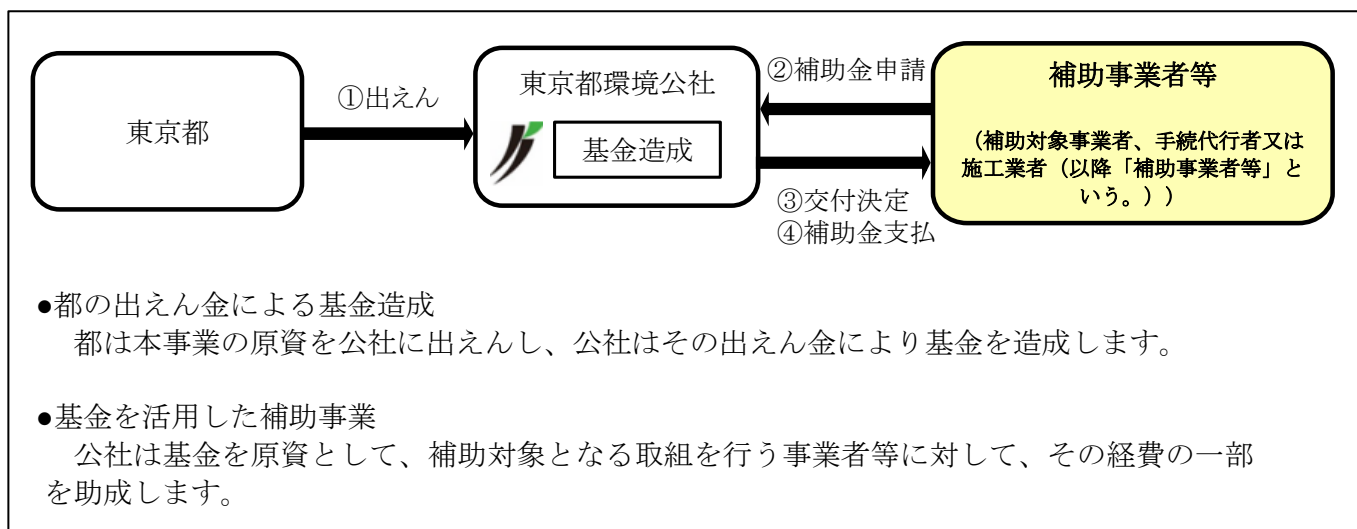 東京都
①出えん
東京都環境公社
基金造成
②補助金申請
③交付決定
④補助金支払
補助事業者等
(補助対象事業者、手続代行者又は
施工業者(以降「補助事業者等」と
いう。))
●都の出えん金による基金造成
都は本事業の原資を公社に出えんし、公社はその出えん金により基金を造成します。
●基金を活用した補助事業
公社は基金を原資として、補助対象となる取組を行う事業者等に対して、その経費の一部
を助成します。